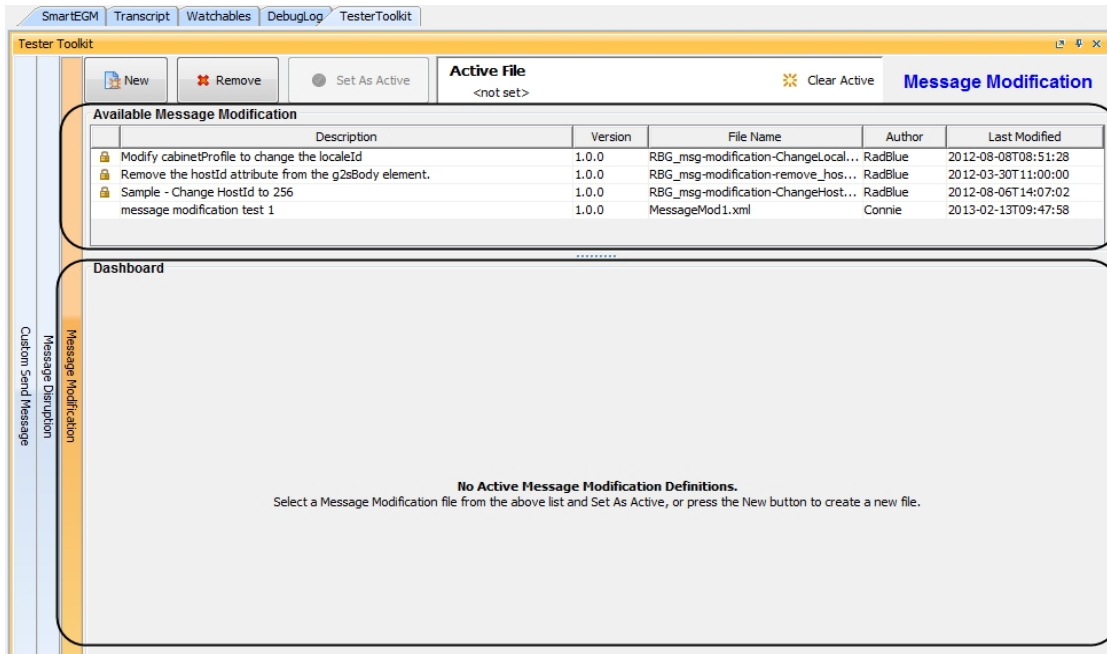 SmartEGM Transcript Watchables DebugLog TesterToolkit
Tester Toolkit
New Remove Set As Active Active File Clear Active Message Modification
<not set>
Available Message Modification
Description Version File Name Author Last Modified
Modify cabinetProfile to change the localeId 1.0.0 RBG_msg-modification-ChangeLocal... RadBlue 2012-08-08T08:51:28
Remove the hostId attribute from the g2sBody element. 1.0.0 RBG_msg-modification-remove_hos... RadBlue 2012-03-30T11:00:00
Sample - Change HostId to 256 1.0.0 RBG_msg-modification-ChangeHost... RadBlue 2012-08-06T14:07:02
message modification test 1 1.0.0 MessageMod1.xml Connie 2013-02-13T09:47:58
Dashboard
Custom Send Message
Message Disruption
Message Modification
No Active Message Modification Definitions.
Select a Message Modification file from the above list and Set As Active, or press the New button to create a new file.